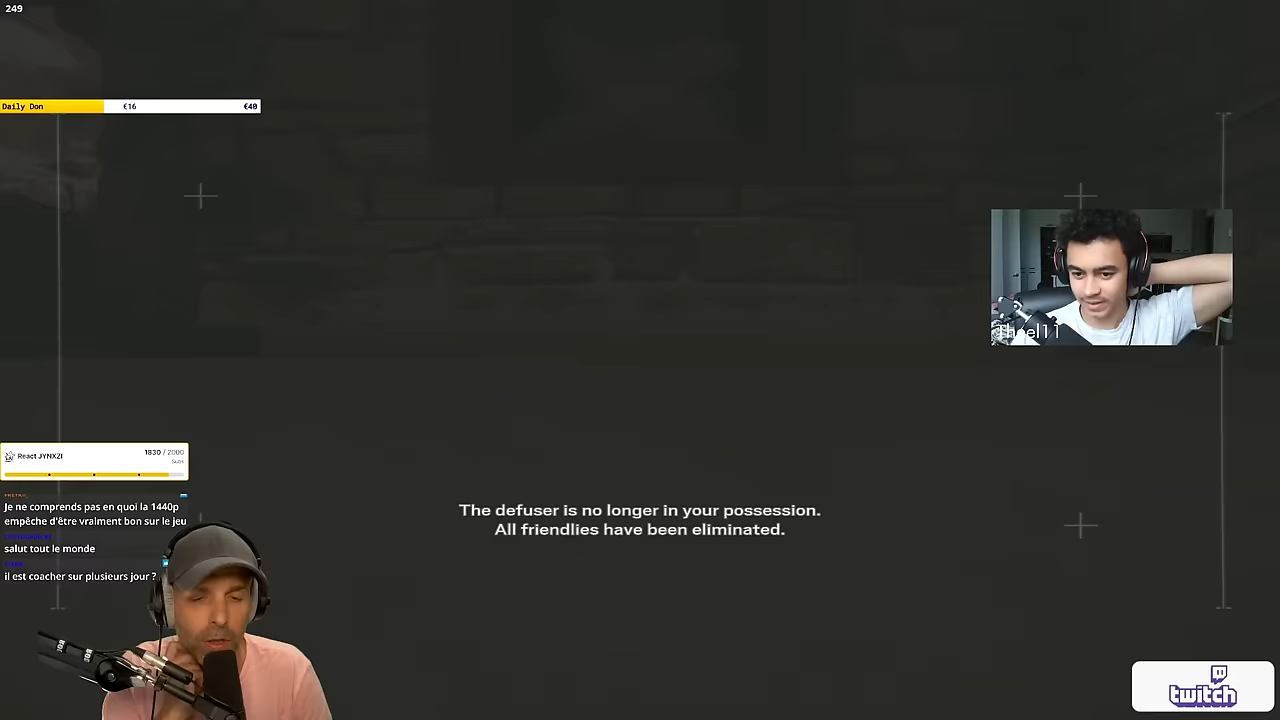 249
Daily Don €16 €40
React JYNXZI 1830 / 2000
Subs
Je ne comprends pas en quoi la 1440p
empêche d'être vraiment bon sur le jeu
salut tout le monde
il est coacher sur plusieurs jour ?
The defuser is no longer in your possession.
All friendlies have been eliminated.
twitch